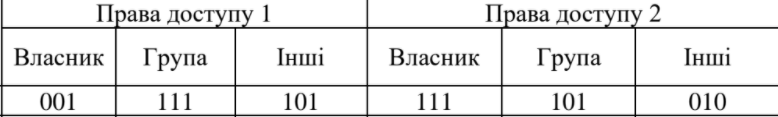 Права доступу 1 Права доступу 2
Власник Група Інші Власник Група Інші
001 111 101 111 101 010